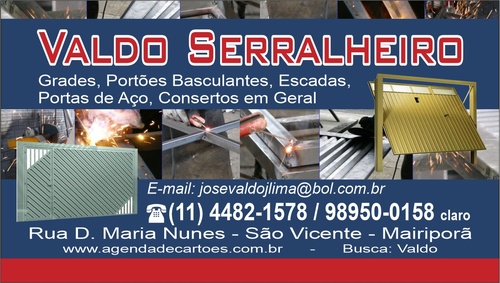 VALDO SERRALHEIRO
Grades, Portões Basculantes, Escadas,
Portas de Aço, Consertos em Geral
E-mail: josevaldojlima@bol.com.br
☎(11) 4482-1578 / 98950-0158 claro
Rua D. Maria Nunes - São Vicente - Mairiporã
www.agendadecartoes.com.br - Busca: Valdo